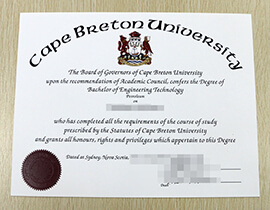 Cape Breton University
The Board of Governors of Cape Breton University
upon the recommendation of Academic Council, confers the Degree of
Bachelor of Engineering Technology
Petroleum
on
who has completed all the requirements of the course of study
prescribed by the Statutes of Cape Breton University
and grants all honours, rights and privileges which appertain to this Degree
Dated at Sydney, Nova Scotia,